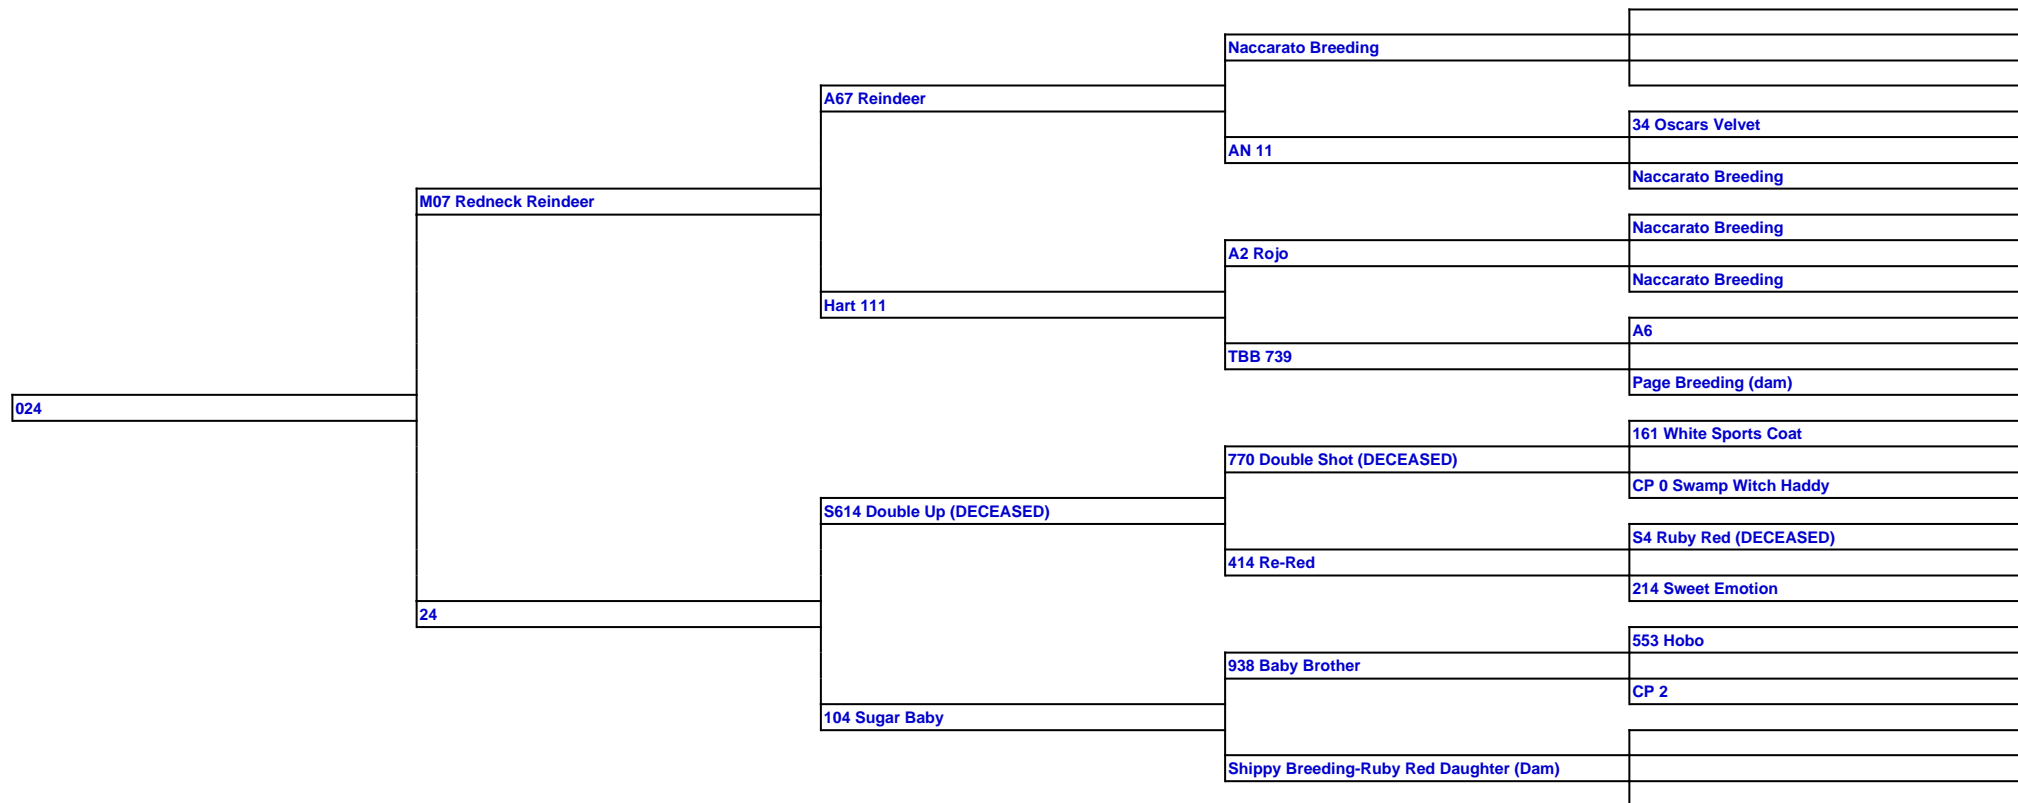 Naccarato Breeding
A67 Reindeer
34 Oscars Velvet
AN 11
Naccarato Breeding
M07 Redneck Reindeer
Naccarato Breeding
A2 Rojo
Naccarato Breeding
Hart 111
A6
TBB 739
Page Breeding (dam)
024
161 White Sports Coat
770 Double Shot (DECEASED)
CP 0 Swamp Witch Haddy
S614 Double Up (DECEASED)
S4 Ruby Red (DECEASED)
414 Re-Red
214 Sweet Emotion
24
553 Hobo
938 Baby Brother
CP 2
104 Sugar Baby
Shippy Breeding-Ruby Red Daughter (Dam)